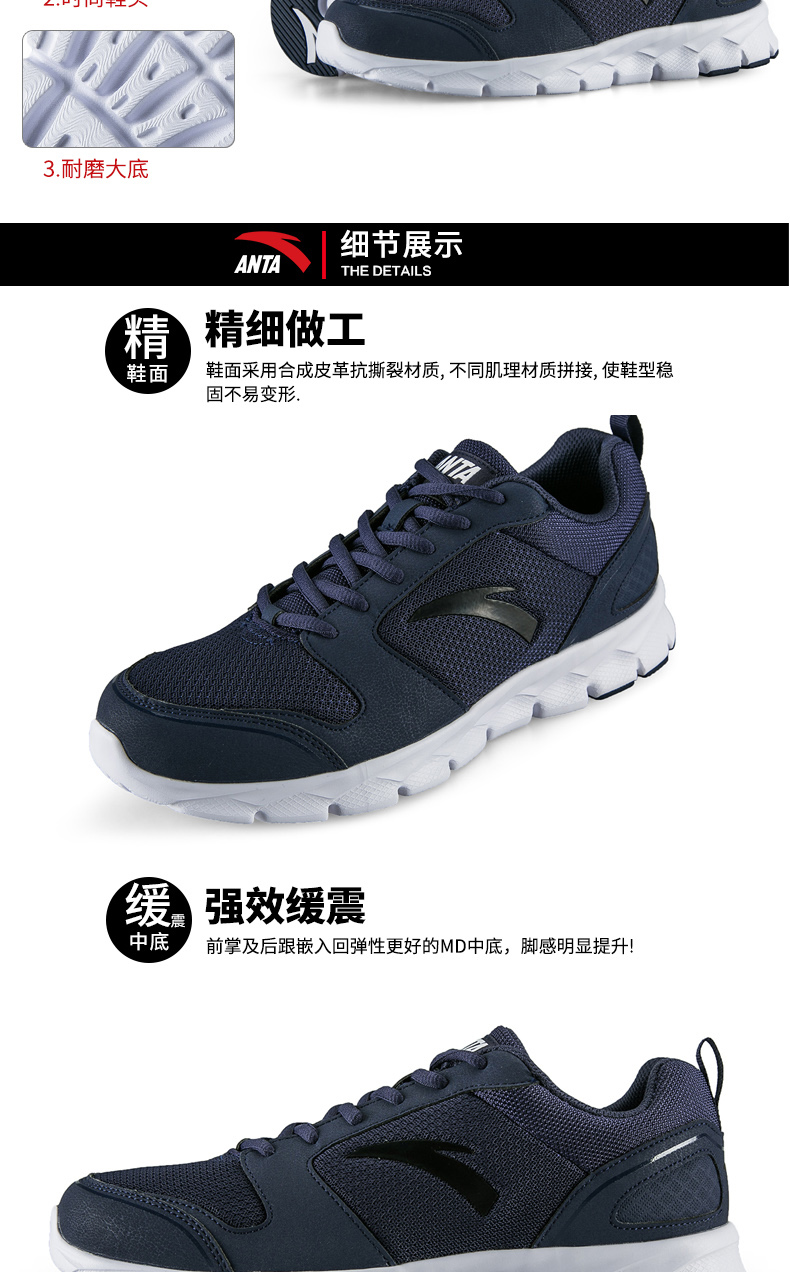 2.时尚鞋头
3.耐磨大底
ANTA
细节展示
THE DETAILS
精
鞋面
精细做工
鞋面采用合成皮革抗撕裂材质, 不同肌理材质拼接, 使鞋型稳
固不易变形.
ANTA
缓震
中底
强效缓震
前掌及后跟嵌入回弹性更好的MD中底，脚感明显提升!
ANTA